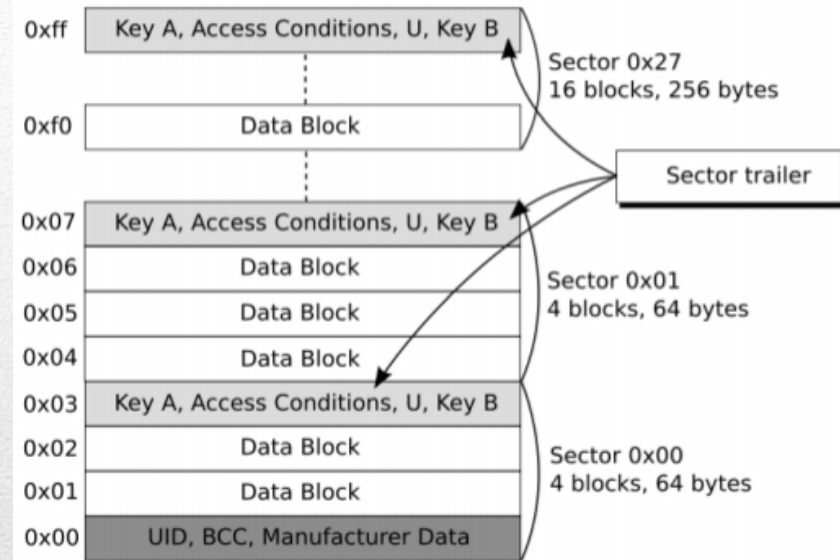 0xff Key A, Access Conditions, U, Key B
Sector 0x27
16 blocks, 256 bytes
0xf0 Data Block
Sector trailer
0x07 Key A, Access Conditions, U, Key B
0x06 Data Block
Sector 0x01
0x05 Data Block
4 blocks, 64 bytes
0x04 Data Block
0x03 Key A, Access Conditions, U, Key B
0x02 Data Block
Sector 0x00
4 blocks, 64 bytes
0x01 Data Block
0x00 UID, BCC, Manufacturer Data